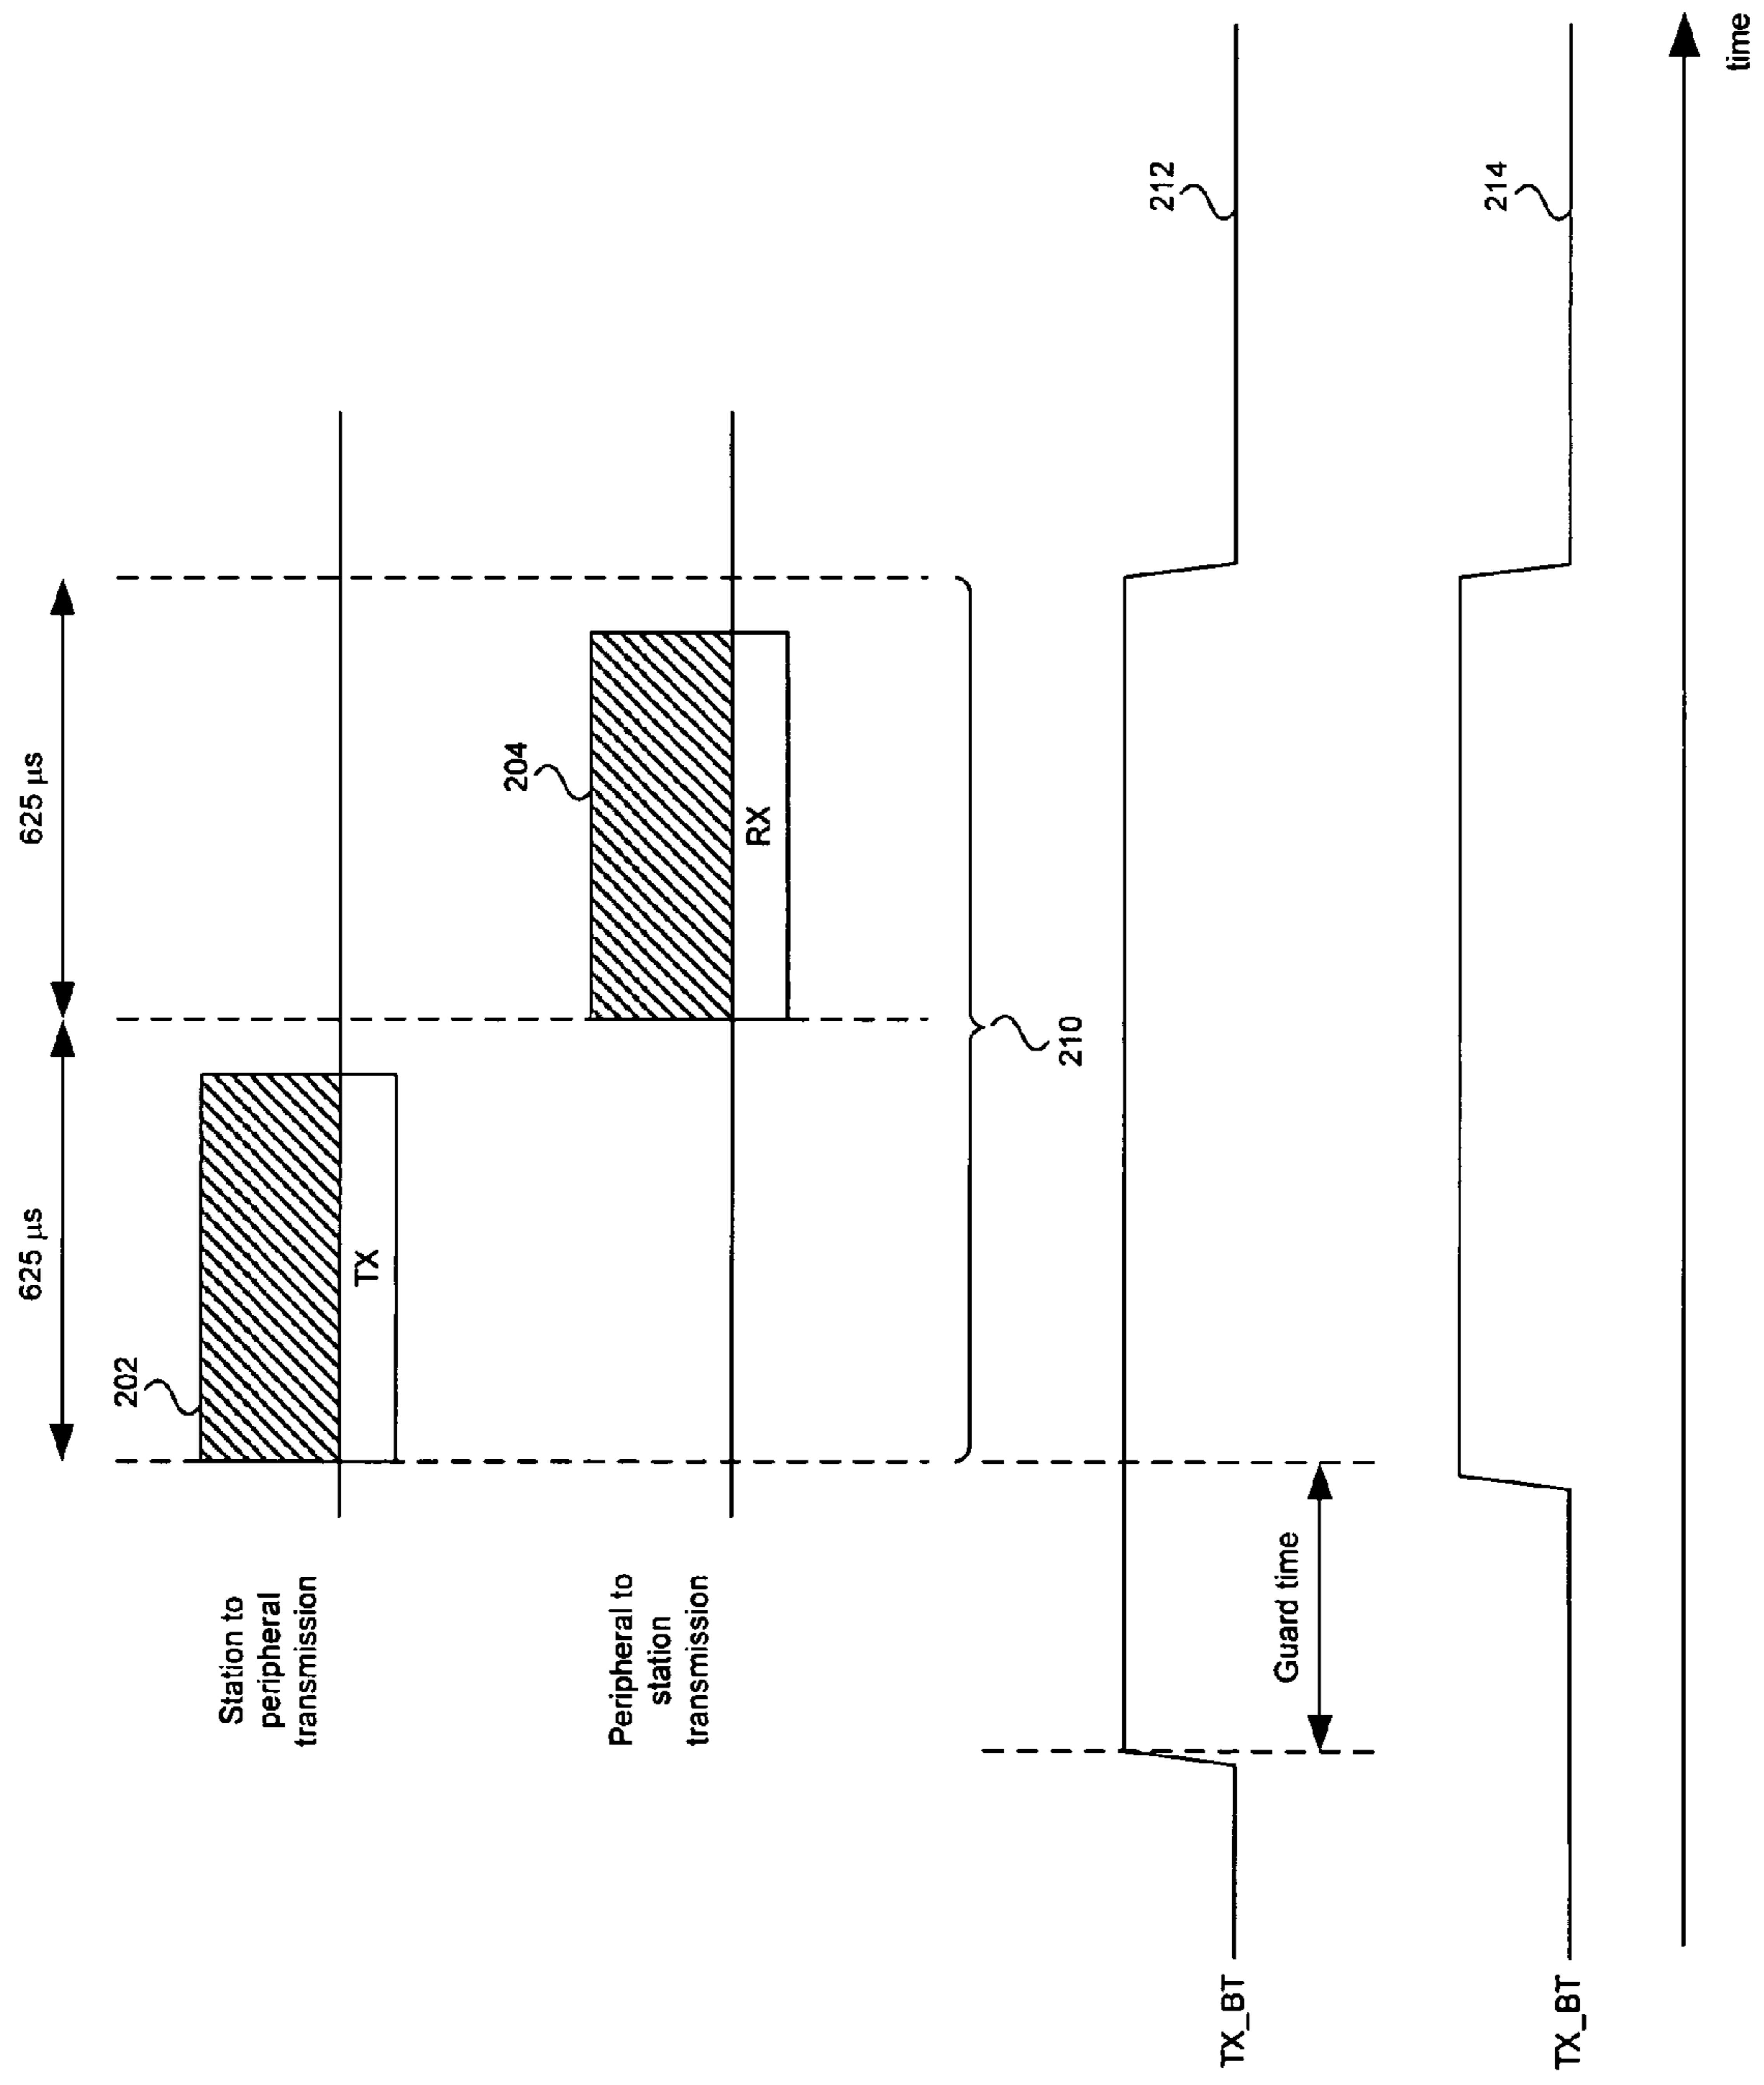 625 µs
625 µs
202
Station to
peripheral
transmission
TX
204
Peripheral to
station
transmission
RX
210
212
TX_BT
Guard time
214
TX_BT
time